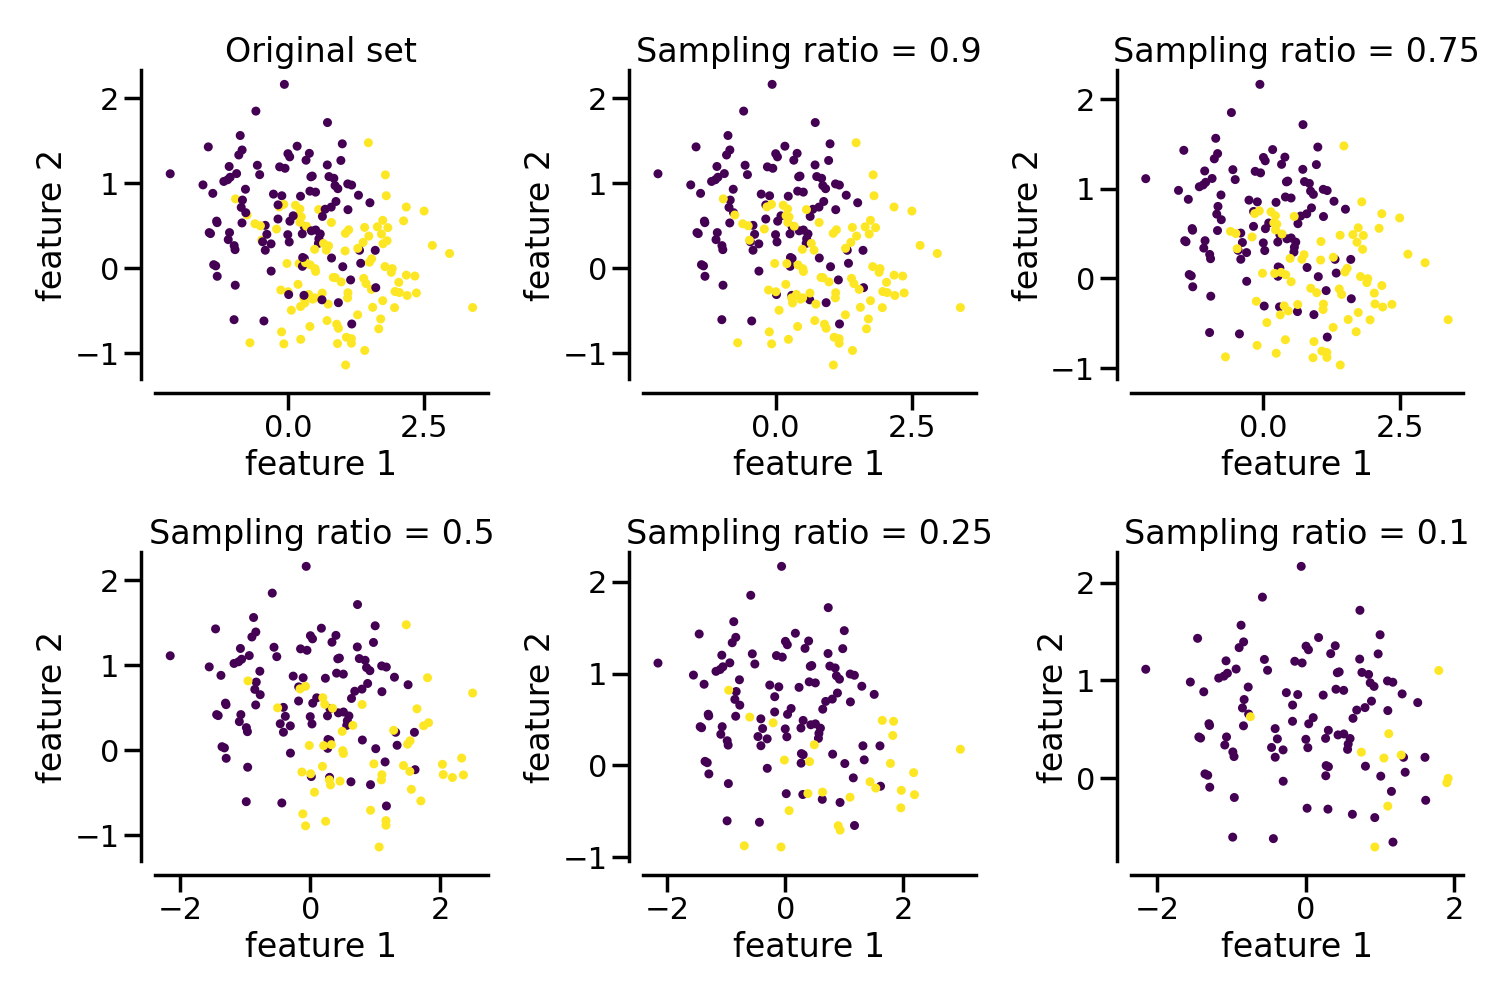 Original set
Sampling ratio = 0.9
Sampling ratio = 0.75
feature 2
2
1
0
−1
0.0
2.5
feature 1
feature 2
2
1
0
−1
0.0
2.5
feature 1
feature 2
2
1
0
−1
0.0
2.5
feature 1
Sampling ratio = 0.5
Sampling ratio = 0.25
Sampling ratio = 0.1
feature 2
2
1
0
−1
−2
0
2
feature 1
feature 2
2
1
0
−1
−2
0
2
feature 1
feature 2
2
1
0
−2
0
2
feature 1